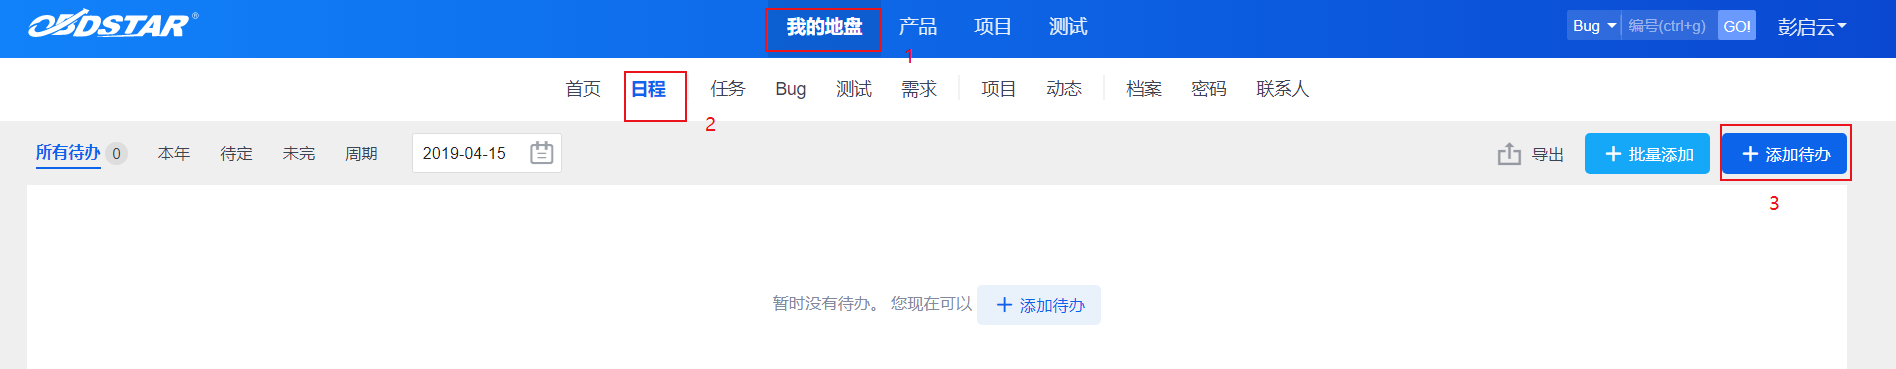 OBDSTAR® 我的地盘 产品 项目 测试 Bug 编号(ctrl+g) GO! 彭启云
1
首页 日程 任务 Bug 测试 需求 项目 动态 档案 密码 联系人
2
所有待办 0 本年 待定 未完 周期 2019-04-15 导出 + 批量添加 + 添加待办
3
暂时没有待办。 您现在可以 + 添加待办